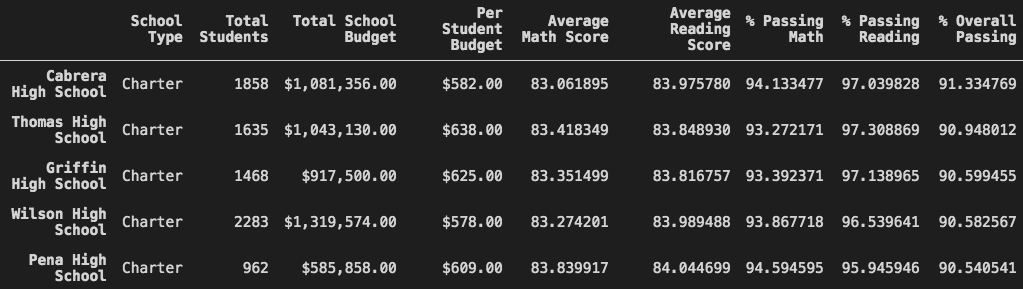 School Type Total Students Total School Budget Per Student Budget Average Math Score Average Reading Score % Passing Math % Passing Reading % Overall Passing
Cabrera High School Charter 1858 $1,081,356.00 $582.00 83.061895 83.975780 94.133477 97.039828 91.334769
Thomas High School Charter 1635 $1,043,130.00 $638.00 83.418349 83.848930 93.272171 97.308869 90.948012
Griffin High School Charter 1468 $917,500.00 $625.00 83.351499 83.816757 93.392371 97.138965 90.599455
Wilson High School Charter 2283 $1,319,574.00 $578.00 83.274201 83.989488 93.867718 96.539641 90.582567
Pena High School Charter 962 $585,858.00 $609.00 83.839917 84.044699 94.594595 95.945946 90.540541